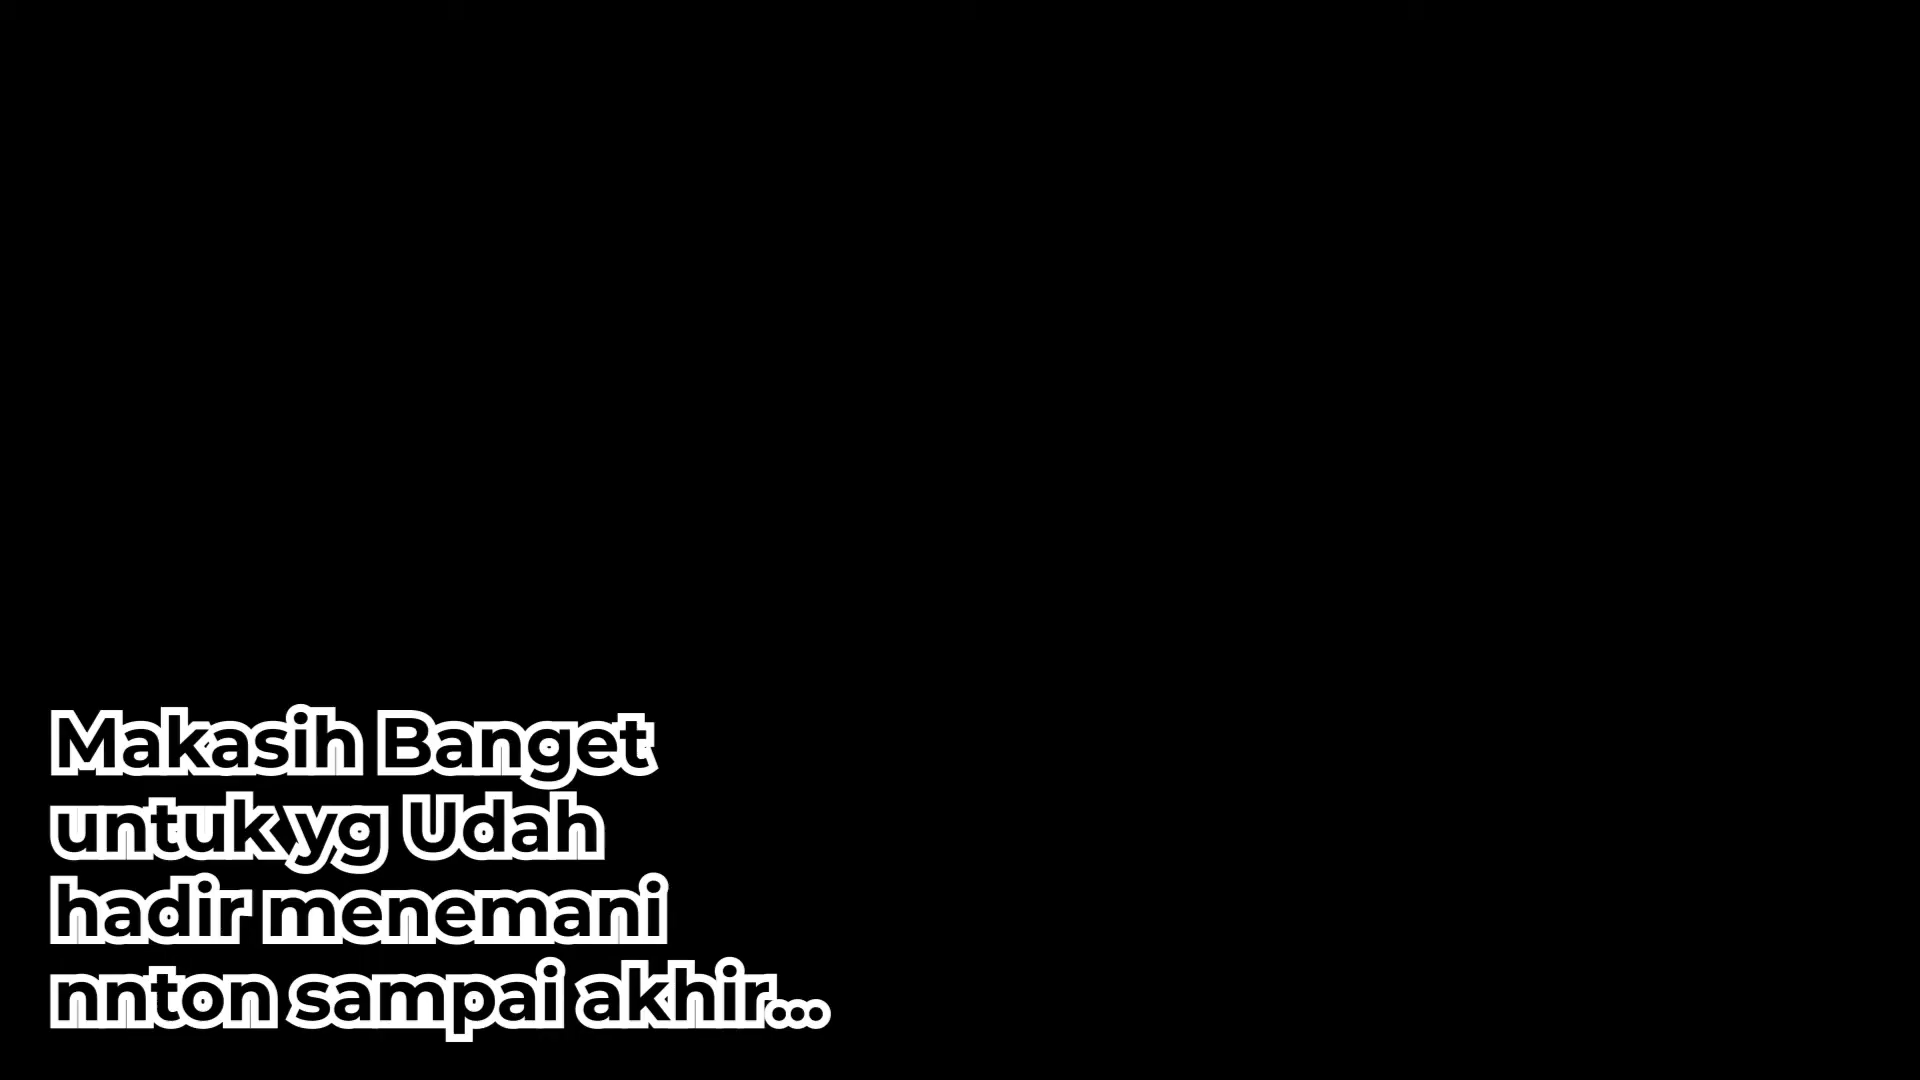 Makasih Banget
untuk yg Udah
hadir menemani
nnton sampai akhir...